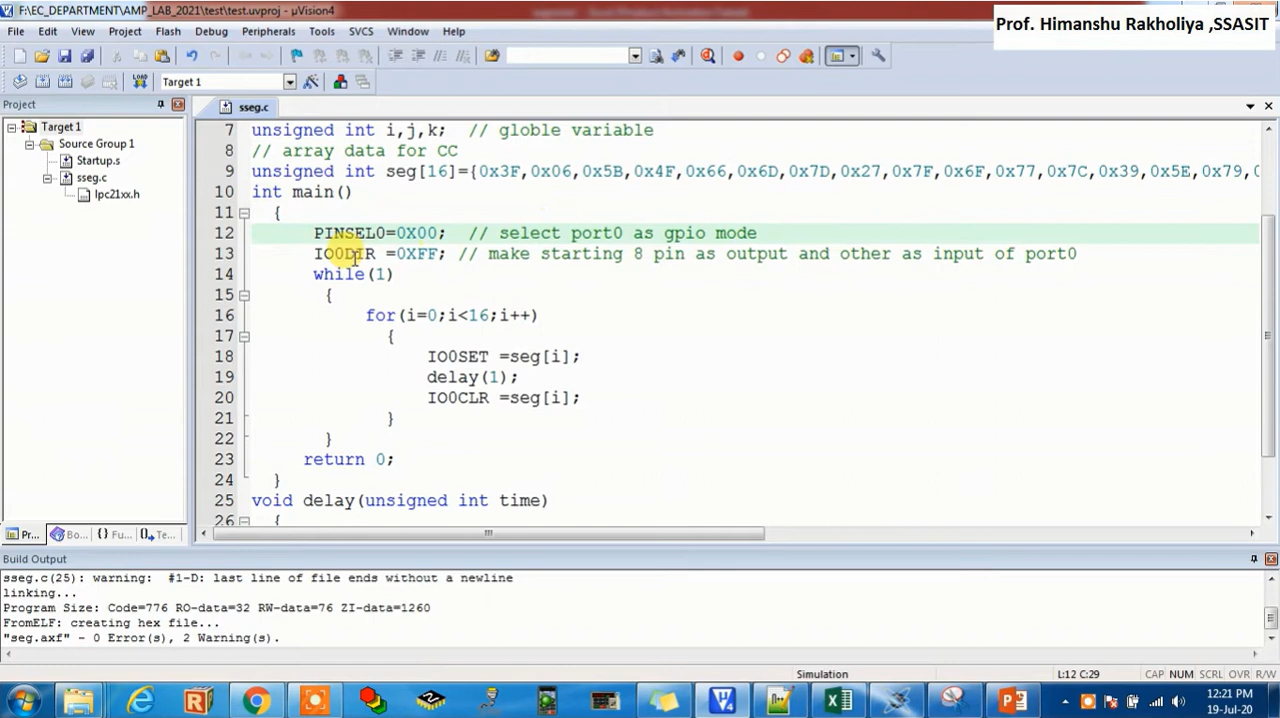 F:\EC_DEPARTMENT\AMP_LAB_2021\test\test.uvproj - µVision4
Prof. Himanshu Rakholiya ,SSASIT
File Edit View Project Flash Debug Peripherals Tools SVCS Window Help
LOAD Target 1
Project
sseg.c
Target 1
Source Group 1
Startup.s
sseg.c
lpc21xx.h
7 unsigned int i,j,k; // globle variable
8 // array data for CC
9 unsigned int seg[16]={0x3F,0x06,0x5B,0x4F,0x66,0x6D,0x7D,0x27,0x7F,0x6F,0x77,0x7C,0x39,0x5E,0x79,0
10 int main()
11 {
12 PINSEL0=0X00; // select port0 as gpio mode
13 IO0DIR =0XFF; // make starting 8 pin as output and other as input of port0
14 while(1)
15 {
16 for(i=0;i<16;i++)
17 {
18 IO0SET =seg[i];
19 delay(1);
20 IO0CLR =seg[i];
21 }
22 }
23 return 0;
24 }
25 void delay(unsigned int time)
26 {
Pr... Bo... {} Fu... Te...
Build Output
sseg.c(25): warning: #1-D: last line of file ends without a newline
linking...
Program Size: Code=776 RO-data=32 RW-data=76 ZI-data=1260
FromELF: creating hex file...
"seg.axf" - 0 Error(s), 2 Warning(s).
Simulation L:12 C:29 CAP NUM SCRL OVR R/W
12:21 PM
19-Jul-20